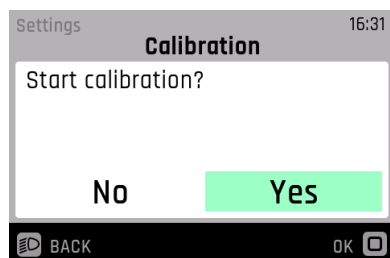 Settings 16:31
Calibration
Start calibration?
No Yes
BACK OK